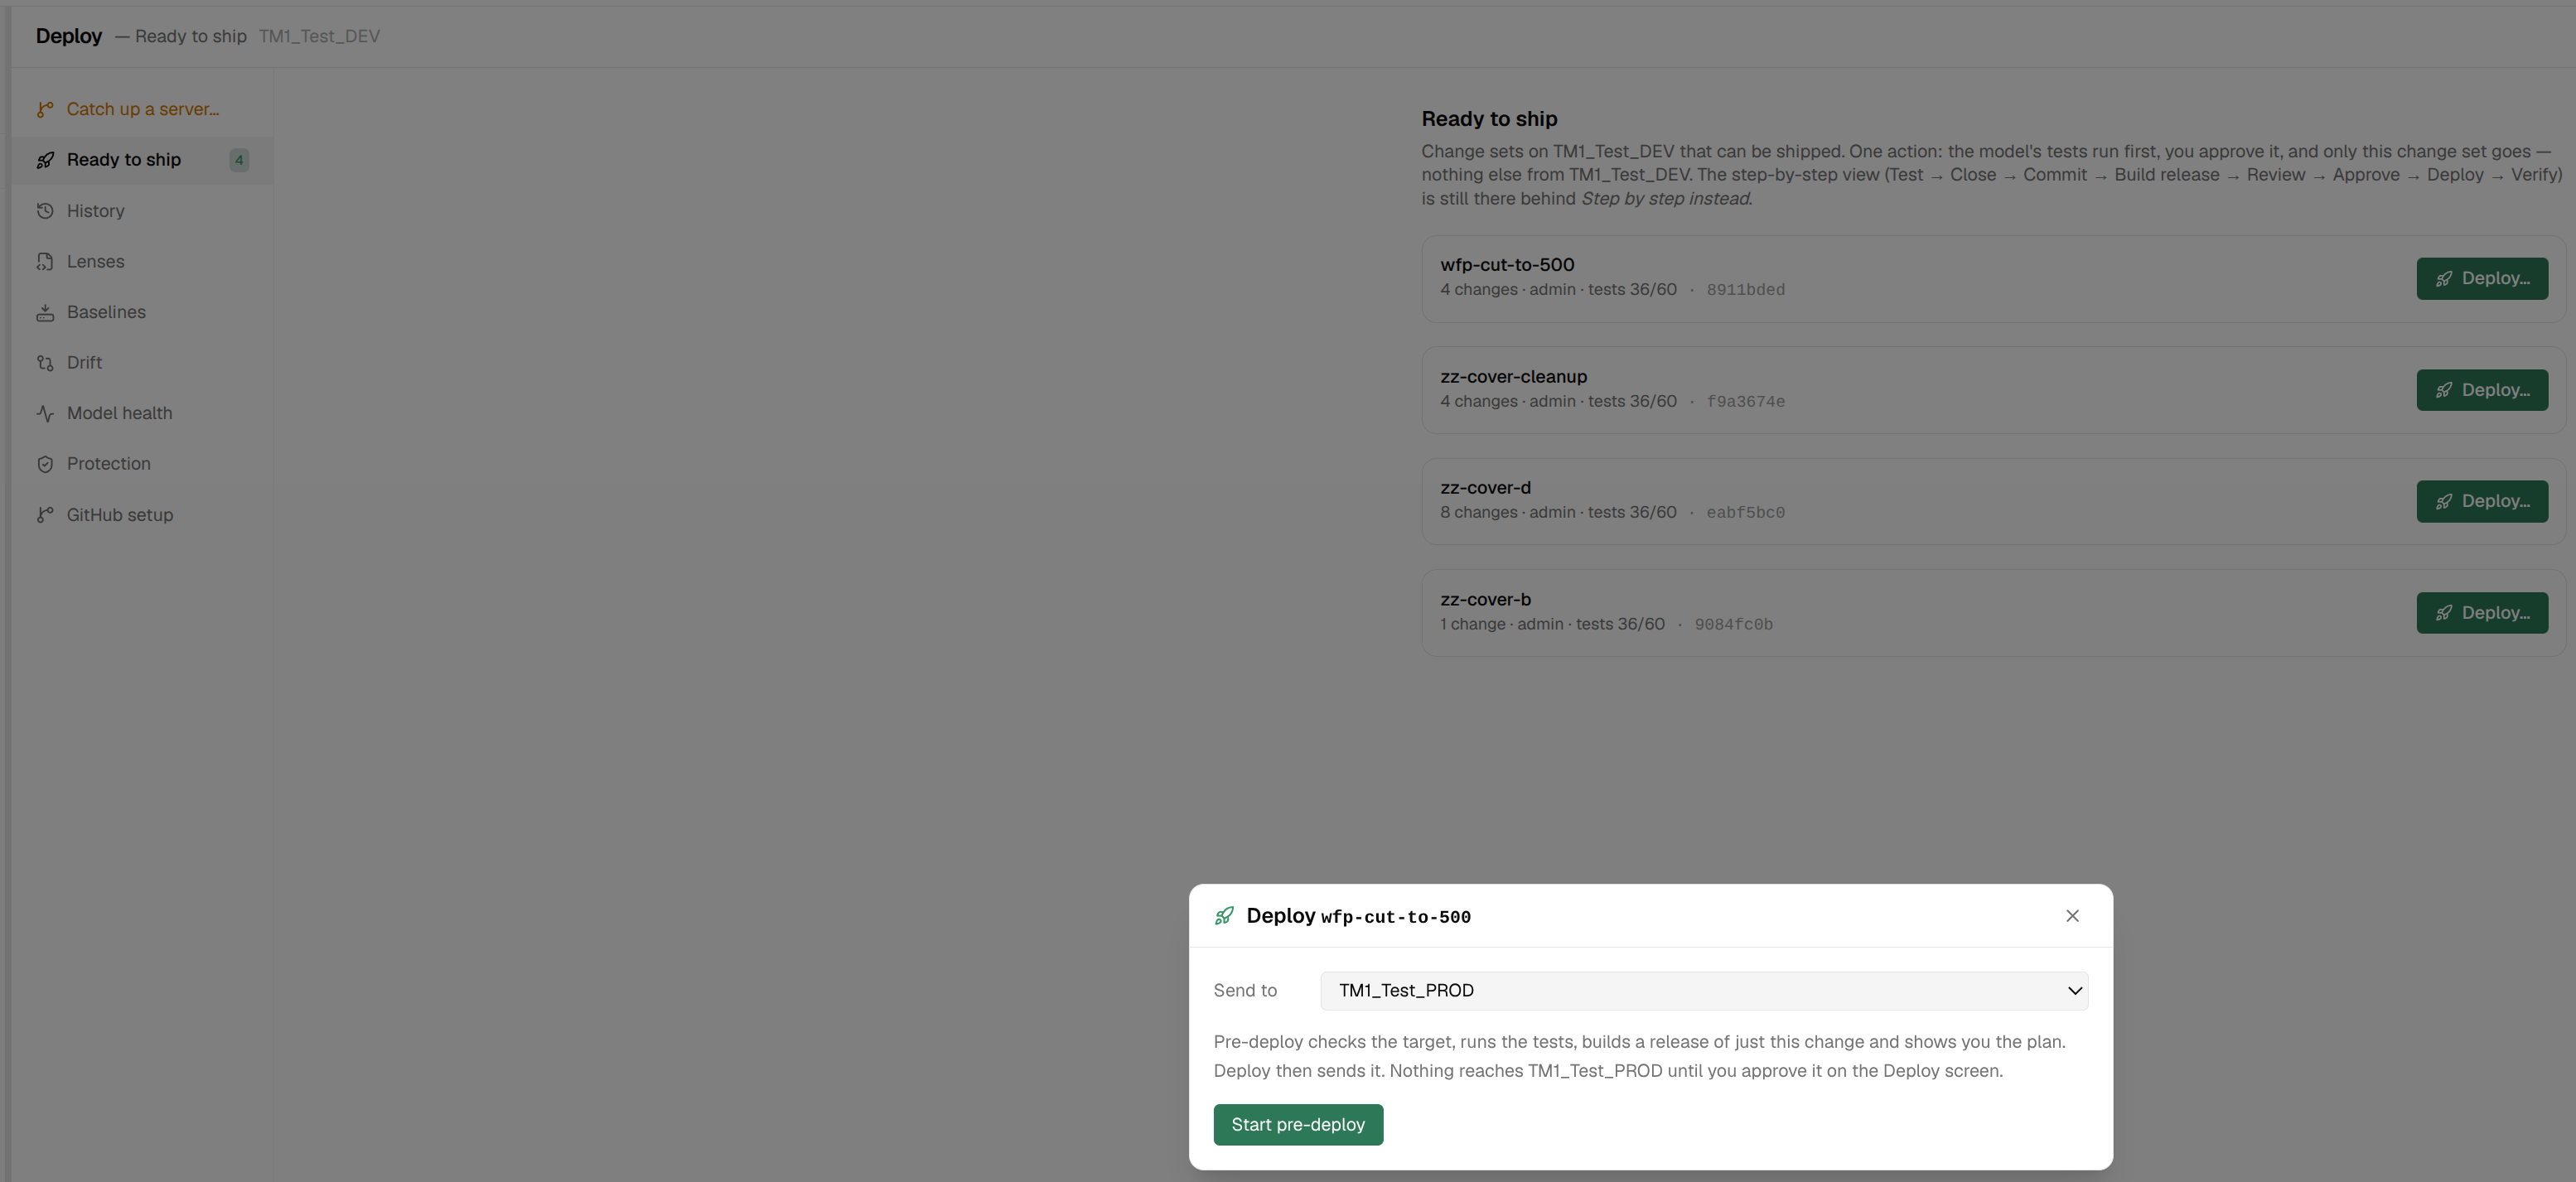 Deploy — Ready to ship TM1_Test_DEV
Catch up a server...
Ready to ship 4
History
Lenses
Baselines
Drift
Model health
Protection
GitHub setup
Ready to ship
Change sets on TM1_Test_DEV that can be shipped. One action: the model's tests run first, you approve it, and only this change set goes —
nothing else from TM1_Test_DEV. The step-by-step view (Test → Close → Commit → Build release → Review → Approve → Deploy → Verify)
is still there behind Step by step instead.
wfp-cut-to-500
4 changes · admin · tests 36/60 · 8911bded
Deploy...
zz-cover-cleanup
4 changes · admin · tests 36/60 · f9a3674e
Deploy...
zz-cover-d
8 changes · admin · tests 36/60 · eabf5bc0
Deploy...
zz-cover-b
1 change · admin · tests 36/60 · 9084fc0b
Deploy...
Deploy wfp-cut-to-500
Send to TM1_Test_PROD
Pre-deploy checks the target, runs the tests, builds a release of just this change and shows you the plan.
Deploy then sends it. Nothing reaches TM1_Test_PROD until you approve it on the Deploy screen.
Start pre-deploy